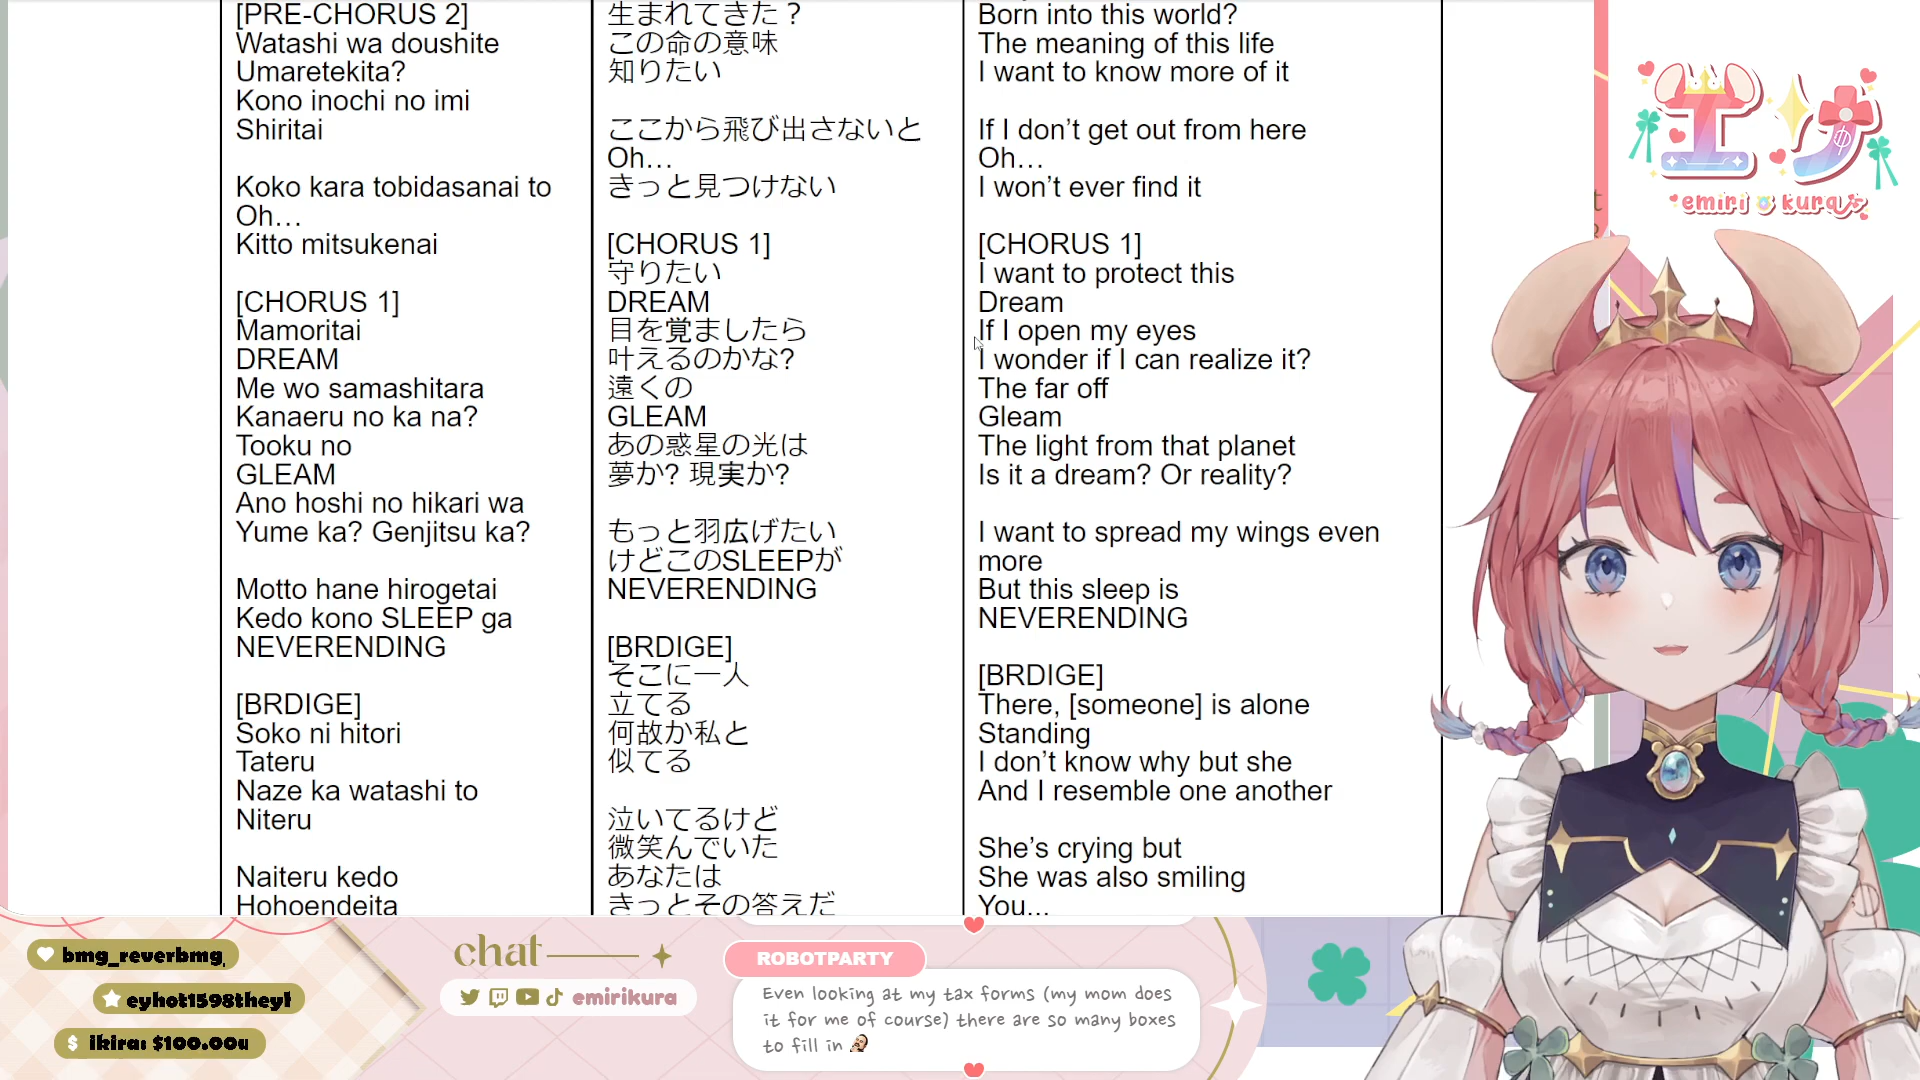 [PRE-CHORUS 2]
Watashi wa doushite
Umaretekita?
Kono inochi no imi
Shiritai
Koko kara tobidasanai to
Oh…
Kitto mitsukenai
[CHORUS 1]
Mamoritai
DREAM
Me wo samashitara
Kanaeru no ka na?
Tooku no
GLEAM
Ano hoshi no hikari wa
Yume ka? Genjitsu ka?
Motto hane hirogetai
Kedo kono SLEEP ga
NEVERENDING
[BRDIGE]
Soko ni hitori
Tateru
Naze ka watashi to
Niteru
Naiteru kedo
Hohoendeita
生まれてきた？
この命の意味
知りたい
ここから飛び出さないと
Oh…
きっと見つけない
[CHORUS 1]
守りたい
DREAM
目を覚ましたら
叶えるのかな?
遠くの
GLEAM
あの惑星の光は
夢か? 現実か?
もっと羽広げたい
けどこのSLEEPが
NEVERENDING
[BRDIGE]
そこに一人
立てる
何故か私と
似てる
泣いてるけど
微笑んでいた
あなたは
きっとその答えだ
Born into this world?
The meaning of this life
I want to know more of it
If I don’t get out from here
Oh…
I won’t ever find it
[CHORUS 1]
I want to protect this
Dream
If I open my eyes
I wonder if I can realize it?
The far off
Gleam
The light from that planet
Is it a dream? Or reality?
I want to spread my wings even
more
But this sleep is
NEVERENDING
[BRDIGE]
There, [someone] is alone
Standing
I don’t know why but she
And I resemble one another
She’s crying but
She was also smiling
You...
エナ
emiri kura
bmg_reverbmg
eyhot1598theyh
$ ikira: $100.00
chat
emirikura
ROBOTPARTY
Even looking at my tax forms (my mom does
it for me of course) there are so many boxes
to fill in